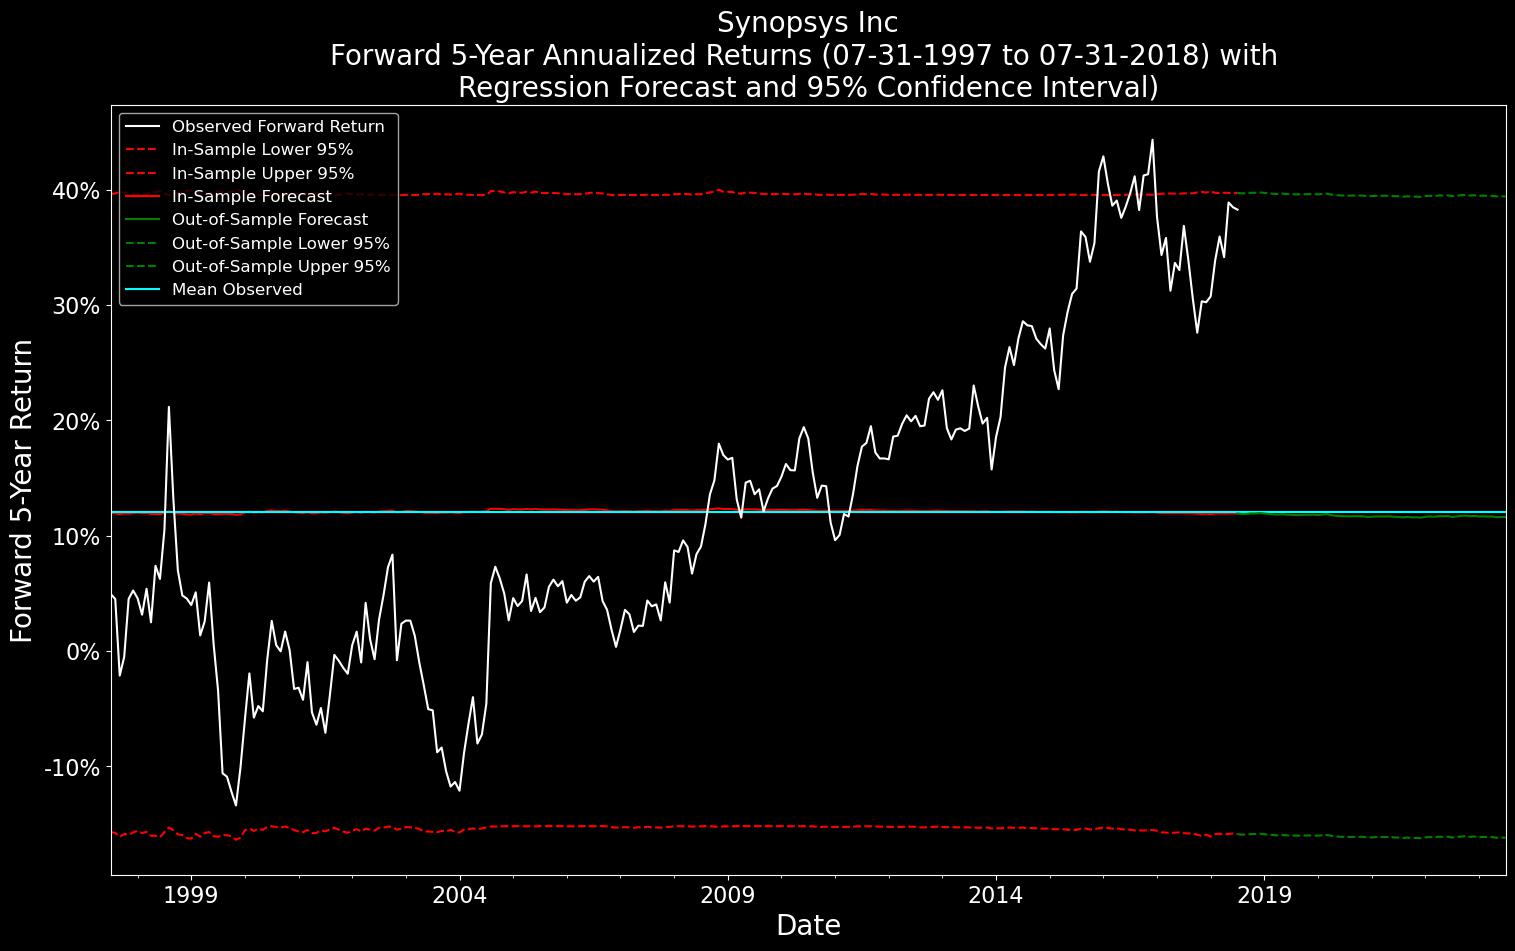 Synopsys Inc
Forward 5-Year Annualized Returns (07-31-1997 to 07-31-2018) with
Regression Forecast and 95% Confidence Interval)
Observed Forward Return
In-Sample Lower 95%
In-Sample Upper 95%
In-Sample Forecast
Out-of-Sample Forecast
Out-of-Sample Lower 95%
Out-of-Sample Upper 95%
Mean Observed
Forward 5-Year Return
40%
30%
20%
10%
0%
-10%
1999 2004 2009 2014 2019
Date